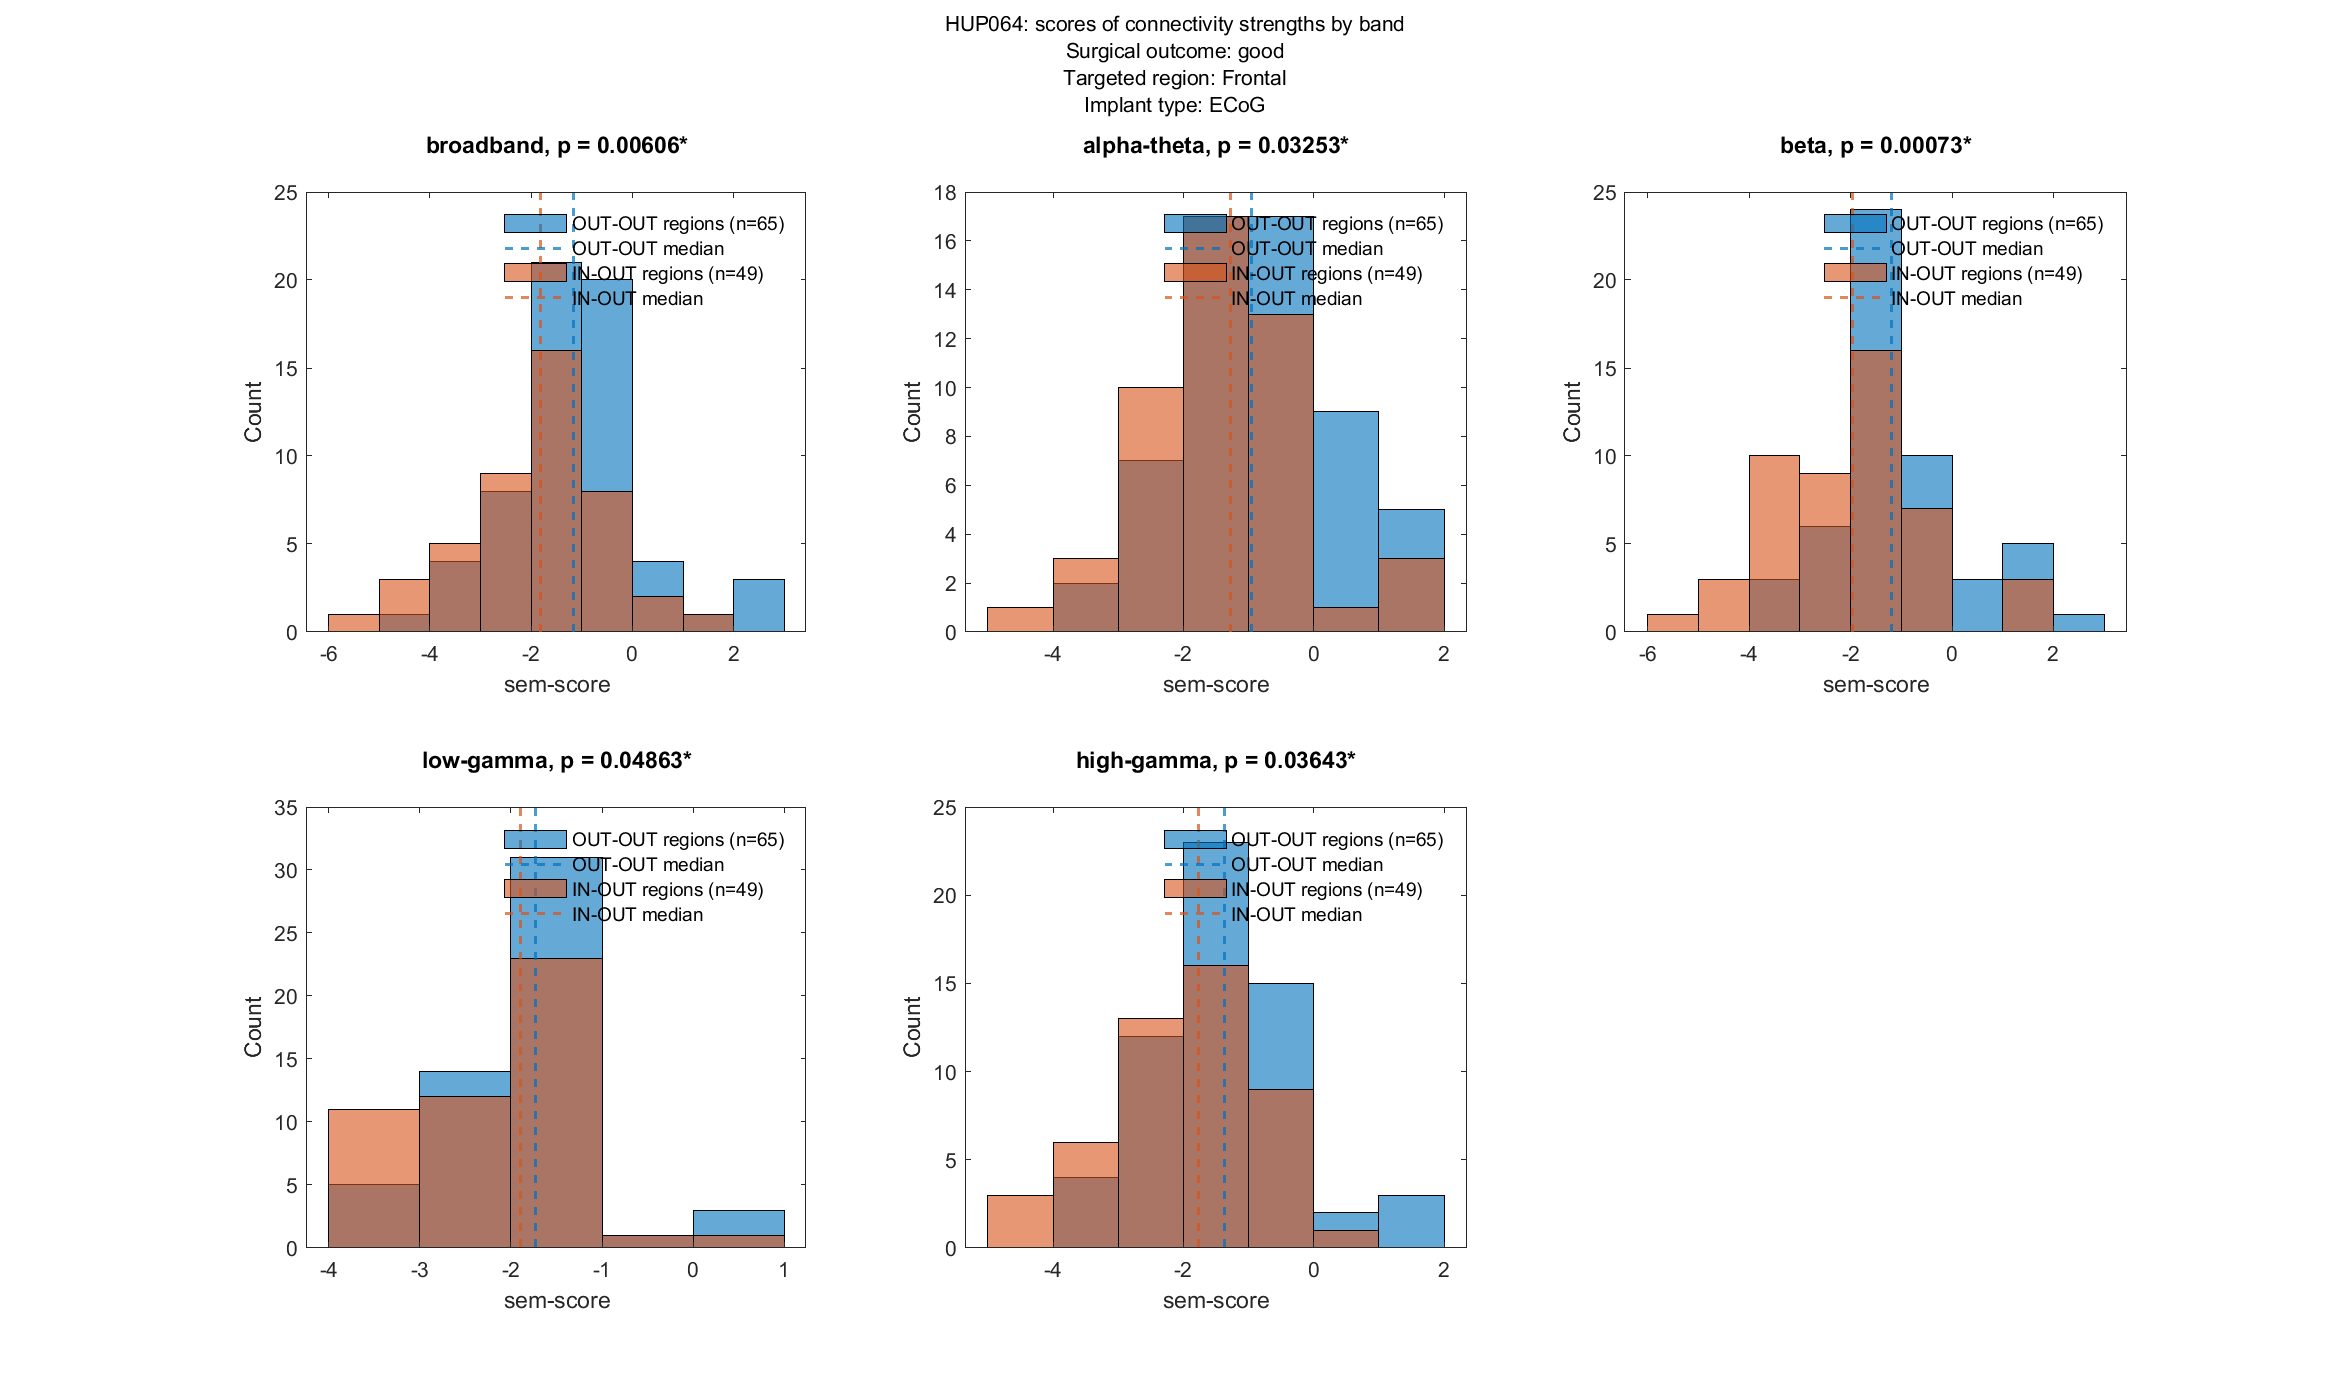 HUP064: scores of connectivity strengths by band
Surgical outcome: good
Targeted region: Frontal
Implant type: ECoG
broadband, p = 0.00606*
25
20
15
10
5
0
Count
-6 -4 -2 0 2
sem-score
OUT-OUT regions (n=65)
OUT-OUT median
IN-OUT regions (n=49)
IN-OUT median
alpha-theta, p = 0.03253*
18
16
14
12
10
8
6
4
2
0
Count
-4 -2 0 2
sem-score
OUT-OUT regions (n=65)
OUT-OUT median
IN-OUT regions (n=49)
IN-OUT median
beta, p = 0.00073*
25
20
15
10
5
0
Count
-6 -4 -2 0 2
sem-score
OUT-OUT regions (n=65)
OUT-OUT median
IN-OUT regions (n=49)
IN-OUT median
low-gamma, p = 0.04863*
35
30
25
20
15
10
5
0
Count
-4 -3 -2 -1 0 1
sem-score
OUT-OUT regions (n=65)
OUT-OUT median
IN-OUT regions (n=49)
IN-OUT median
high-gamma, p = 0.03643*
25
20
15
10
5
0
Count
-4 -2 0 2
sem-score
OUT-OUT regions (n=65)
OUT-OUT median
IN-OUT regions (n=49)
IN-OUT median